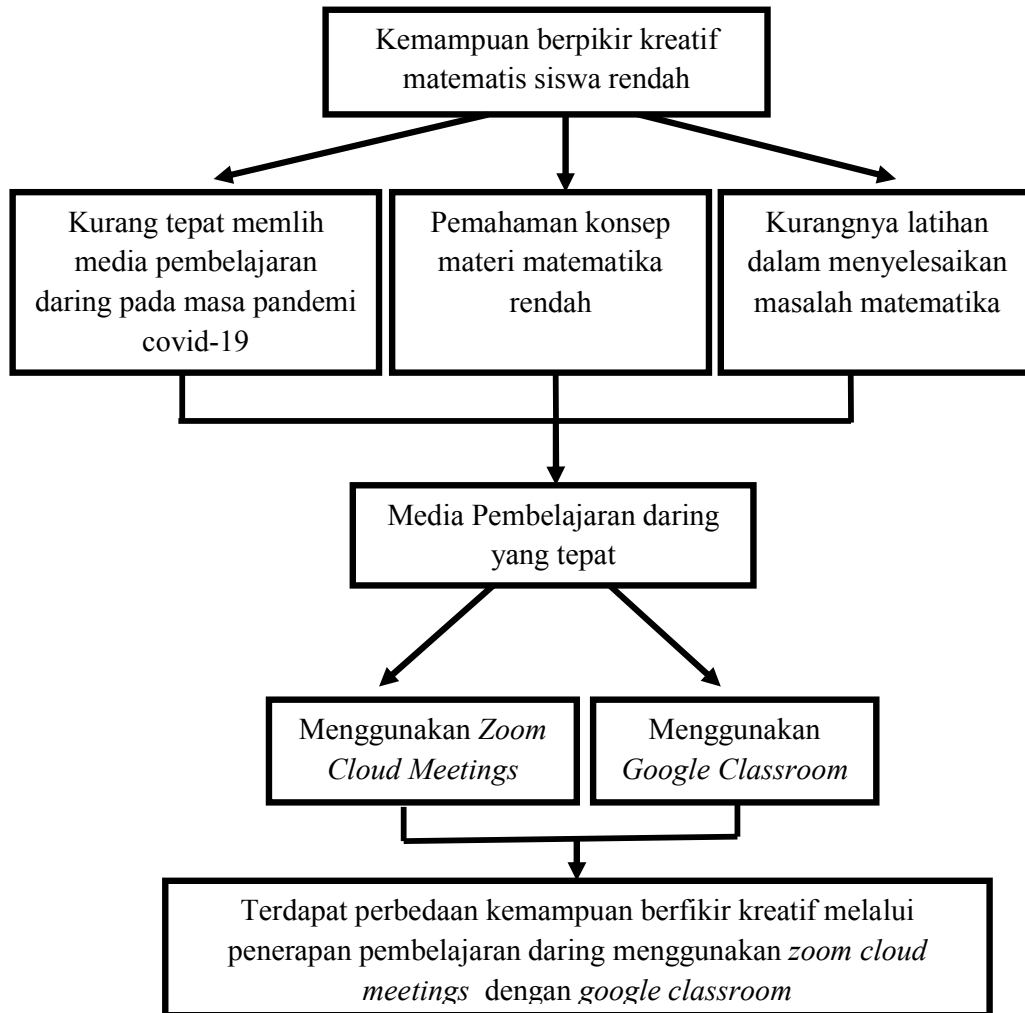 Kemampuan berpikir kreatif
matematis siswa rendah
Kurang tepat memlih
media pembelajaran
daring pada masa pandemi
covid-19
Pemahaman konsep
materi matematika
rendah
Kurangnya latihan
dalam menyelesaikan
masalah matematika
Media Pembelajaran daring
yang tepat
Menggunakan Zoom
Cloud Meetings
Menggunakan
Google Classroom
Terdapat perbedaan kemampuan berfikir kreatif melalui
penerapan pembelajaran daring menggunakan zoom cloud
meetings dengan google classroom